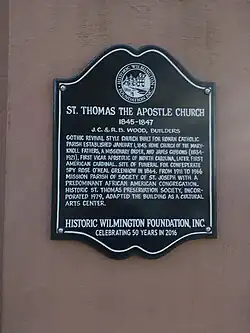 HISTORIC WILMINGTON
FOUNDATION INC.
ST. THOMAS THE APOSTLE CHURCH
1845-1847
J. C. & R. B. WOOD, BUILDERS
GOTHIC REVIVAL STYLE CHURCH BUILT FOR ROMAN CATHOLIC
PARISH ESTABLISHED JANUARY 1, 1845. HOME CHURCH OF THE MARY-
KNOLL FATHERS, A MISSIONARY ORDER, AND JAMES GIBBONS (1834-
1921), FIRST VICAR APOSTOLIC OF NORTH CAROLINA, LATER, FIRST
AMERICAN CARDINAL. SITE OF FUNERAL FOR CONFEDERATE
SPY ROSE O'NEAL GREENHOW IN 1864. FROM 1911 TO 1966
MISSION PARISH OF SOCIETY OF ST. JOSEPH WITH A
PREDOMINANT AFRICAN AMERICAN CONGREGATION.
HISTORIC ST. THOMAS PRESERVATION SOCIETY, INCOR-
PORATED 1979, ADAPTED THE BUILDING AS A CULTURAL
ARTS CENTER.
HISTORIC WILMINGTON FOUNDATION, INC.
CELEBRATING 50 YEARS IN 2016